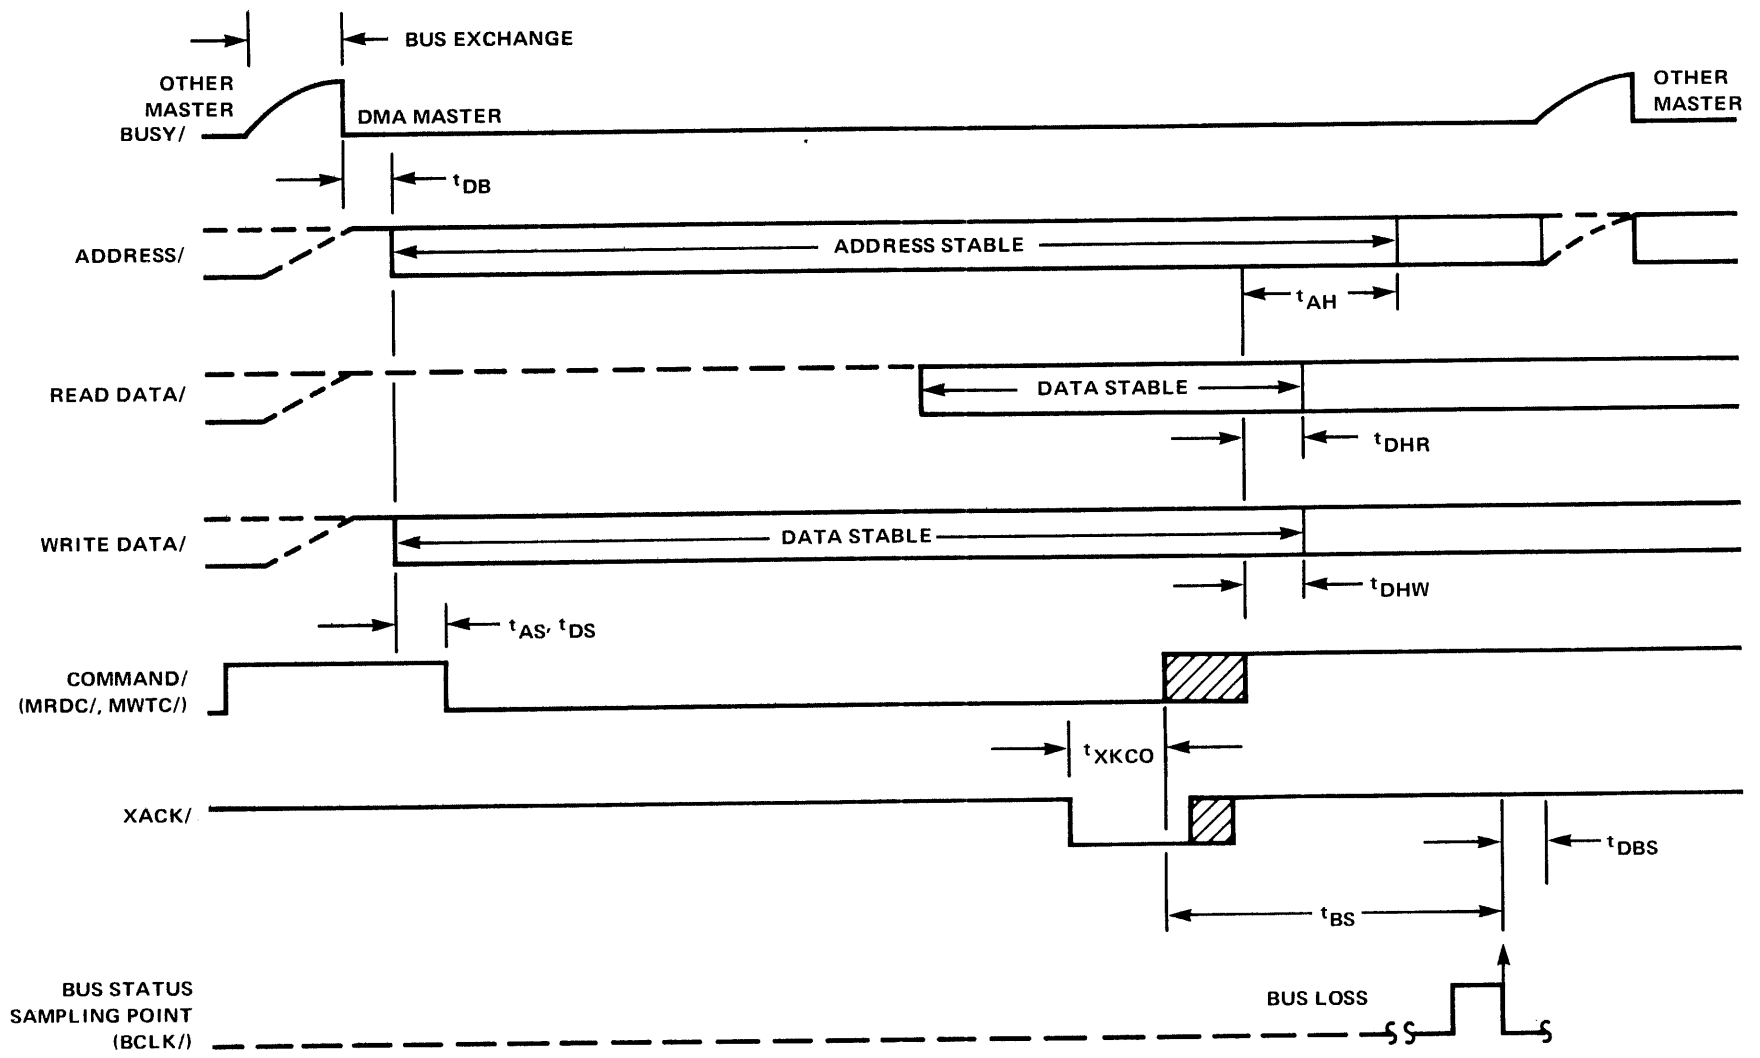 BUS EXCHANGE
OTHER
MASTER
BUSY/
DMA MASTER
OTHER
MASTER
tDB
ADDRESS/
ADDRESS STABLE
tAH
READ DATA/
DATA STABLE
tDHR
WRITE DATA/
DATA STABLE
tDHW
tAS, tDS
COMMAND/
(MRDC/, MWTC/)
tXKCO
XACK/
tDBS
tBS
BUS STATUS
SAMPLING POINT
(BCLK/)
BUS LOSS